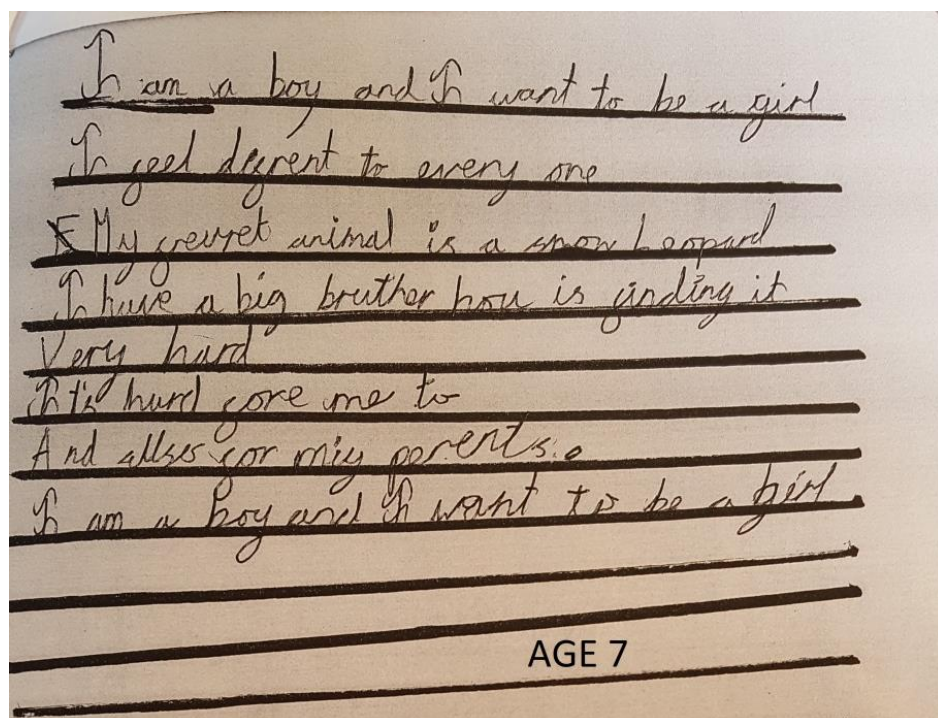 I am a boy and I want to be a girl
I feel difrent to every one
My fevret animal is a snow Leopard
I have a big bruther hou is finding it
Very hard
It's hard fore me to
And allser for miy perents.
I am a boy and I want to be a girl
AGE 7